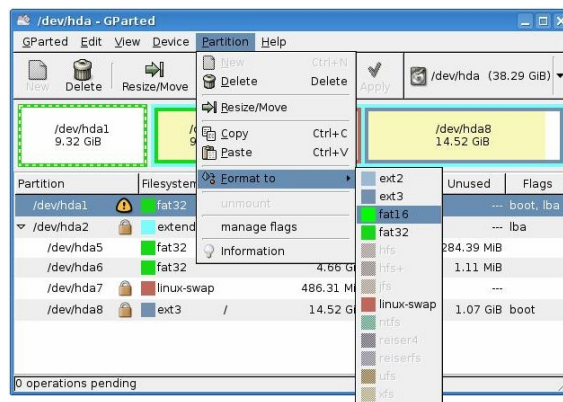 /dev/hda - GParted
GParted Edit View Device Partition Help
New Delete Resize/Move Apply /dev/hda (38.29 GiB)
New Ctrl+N
Delete Delete
Resize/Move
Copy Ctrl+C
Paste Ctrl+V
Format to
unmount
manage flags
Information
ext2
ext3
fat16
fat32
hfs
hfs+
jfs
linux-swap
ntfs
reiser4
reiserfs
ufs
xfs
/dev/hda1
9.32 GiB
/dev/hda8
14.52 GiB
Partition Filesystem Unused Flags
/dev/hda1 fat32 --- boot, lba
/dev/hda2 extend --- lba
/dev/hda5 fat32 284.39 MiB
/dev/hda6 fat32 4.66 Gi 1.11 MiB
/dev/hda7 linux-swap 486.31 Mi ---
/dev/hda8 ext3 / 14.52 Gi 1.07 GiB boot
0 operations pending